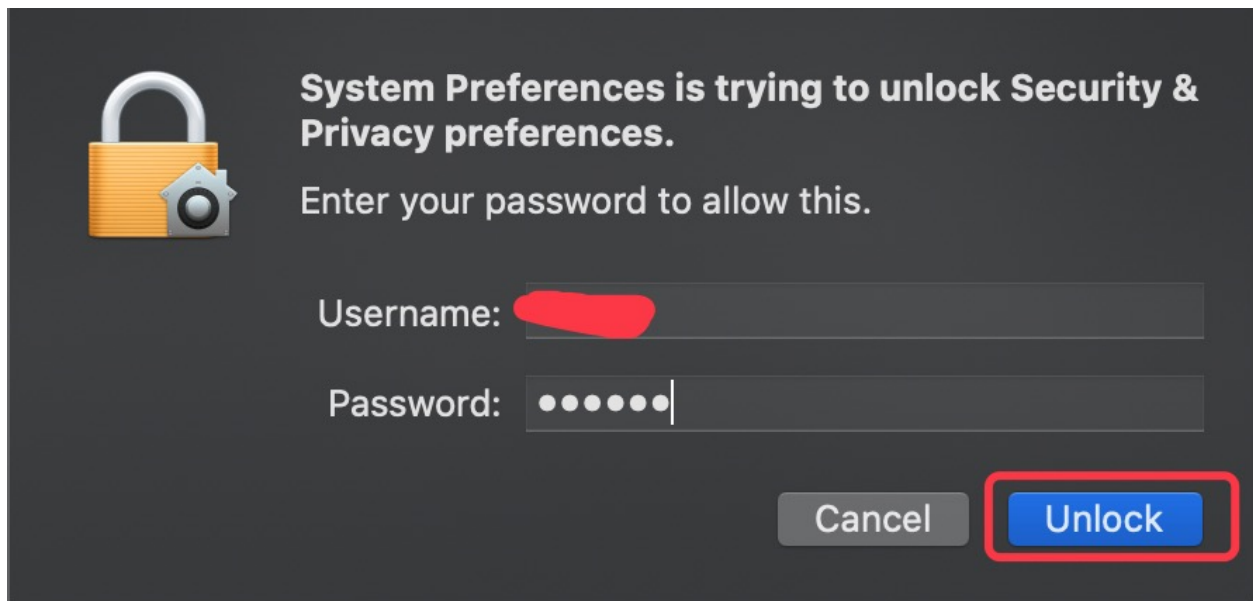 System Preferences is trying to unlock Security &
Privacy preferences.
Enter your password to allow this.
Username:
Password: ••••••
Cancel Unlock